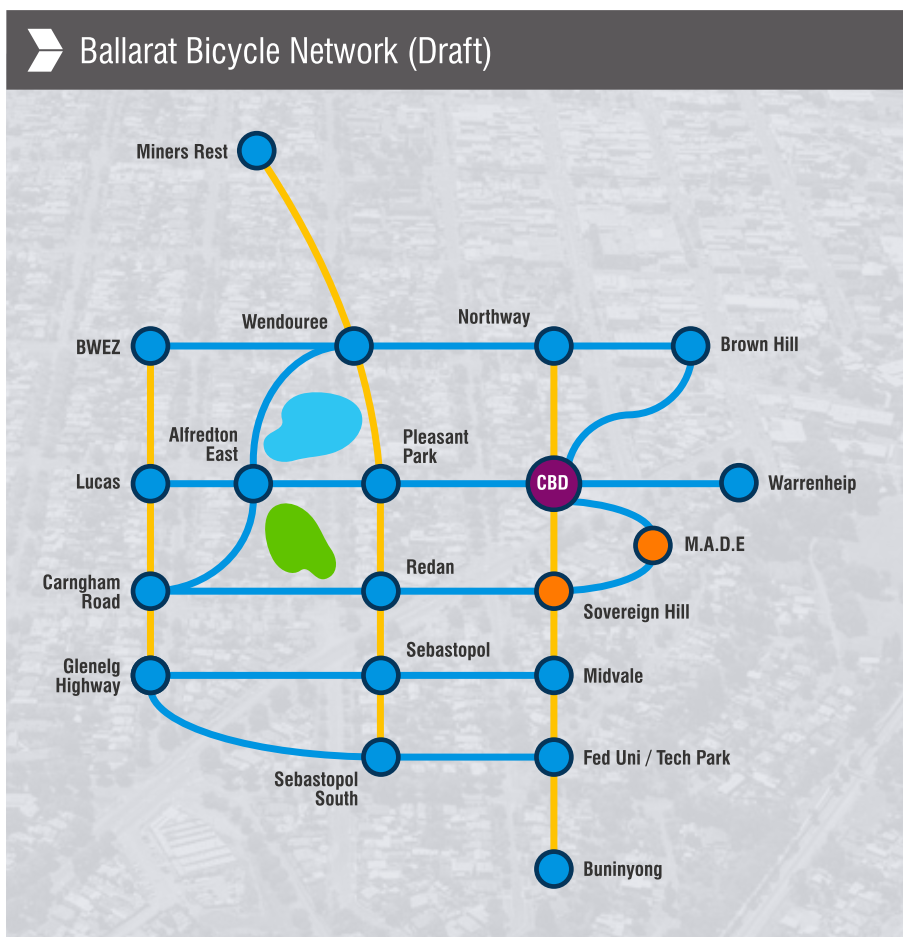 Ballarat Bicycle Network (Draft)
Miners Rest
Wendouree
Northway
BWEZ
Brown Hill
Alfredton
East
Pleasant
Park
Lucas
CBD
Warrenheip
M.A.D.E
Carngham
Road
Redan
Sovereign Hill
Glenelg
Highway
Sebastopol
Midvale
Sebastopol
South
Fed Uni / Tech Park
Buninyong